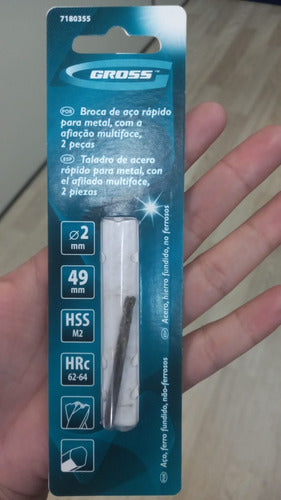 7180355
GROSS
POR Broca de aço rápido
para metal, com a
afiação multiface,
2 peças
ESP Taladro de acero
rápido para metal, con
el afilado multiface,
2 piezas
ø 2
mm
49
mm
HSS
M2
HRc
62-64
Acero, hierro fundido, no ferrosos
Aço, ferro fundido, não-ferrosos